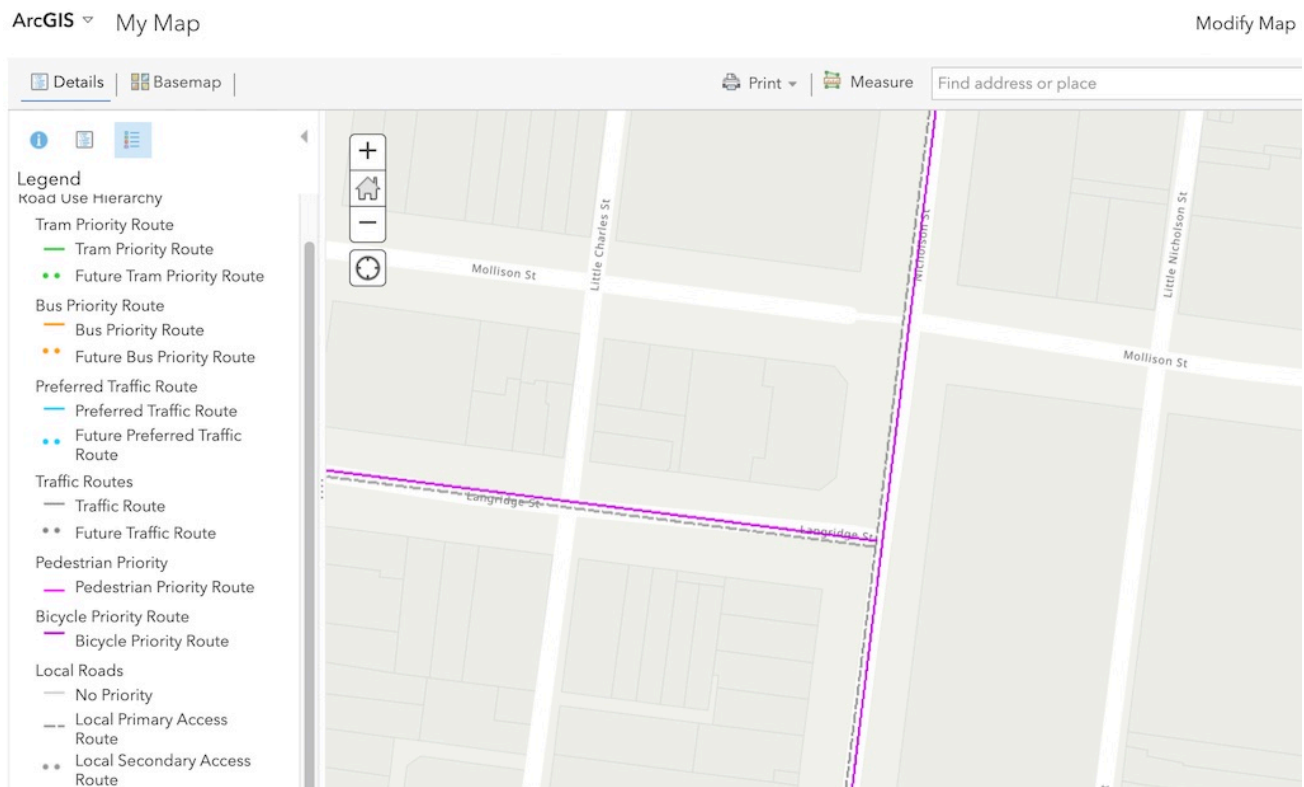 ArcGIS My Map
Modify Map
Details
Basemap
Print
Measure
Find address or place
Legend
Road Use Hierarchy
Tram Priority Route
Tram Priority Route
Future Tram Priority Route
Bus Priority Route
Bus Priority Route
Future Bus Priority Route
Preferred Traffic Route
Preferred Traffic Route
Future Preferred Traffic
Route
Traffic Routes
Traffic Route
Future Traffic Route
Pedestrian Priority
Pedestrian Priority Route
Bicycle Priority Route
Bicycle Priority Route
Local Roads
No Priority
Local Primary Access
Route
Local Secondary Access
Route
Mollison St
Little Charles St
Nicholson St
Little Nicholson St
Mollison St
Langridge St
Langridge St